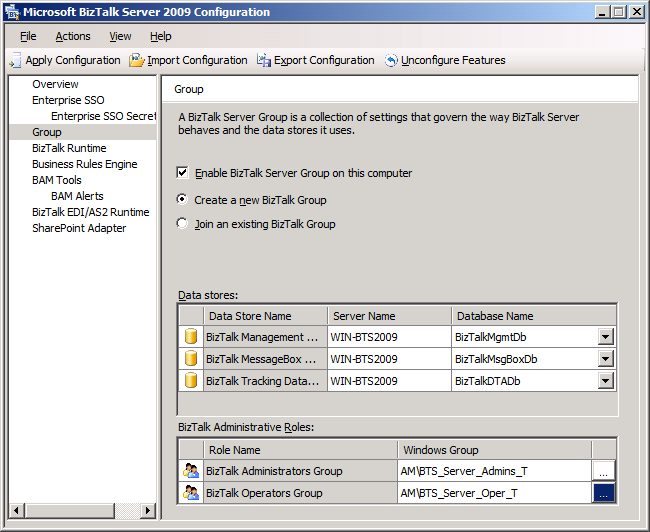 Microsoft BizTalk Server 2009 Configuration
File Actions View Help
Apply Configuration Import Configuration Export Configuration Unconfigure Features
Overview
Enterprise SSO
Enterprise SSO Secret
Group
BizTalk Runtime
Business Rules Engine
BAM Tools
BAM Alerts
BizTalk EDI/AS2 Runtime
SharePoint Adapter
Group
A BizTalk Server Group is a collection of settings that govern the way BizTalk Server
behaves and the data stores it uses.
Enable BizTalk Server Group on this computer
Create a new BizTalk Group
Join an existing BizTalk Group
Data stores:
Data Store Name Server Name Database Name
BizTalk Management ... WIN-BTS2009 BizTalkMgmtDb
BizTalk MessageBox ... WIN-BTS2009 BizTalkMsgBoxDb
BizTalk Tracking Data... WIN-BTS2009 BizTalkDTADb
BizTalk Administrative Roles:
Role Name Windows Group
BizTalk Administrators Group AM\BTS_Server_Admins_T ...
BizTalk Operators Group AM\BTS_Server_Oper_T ...